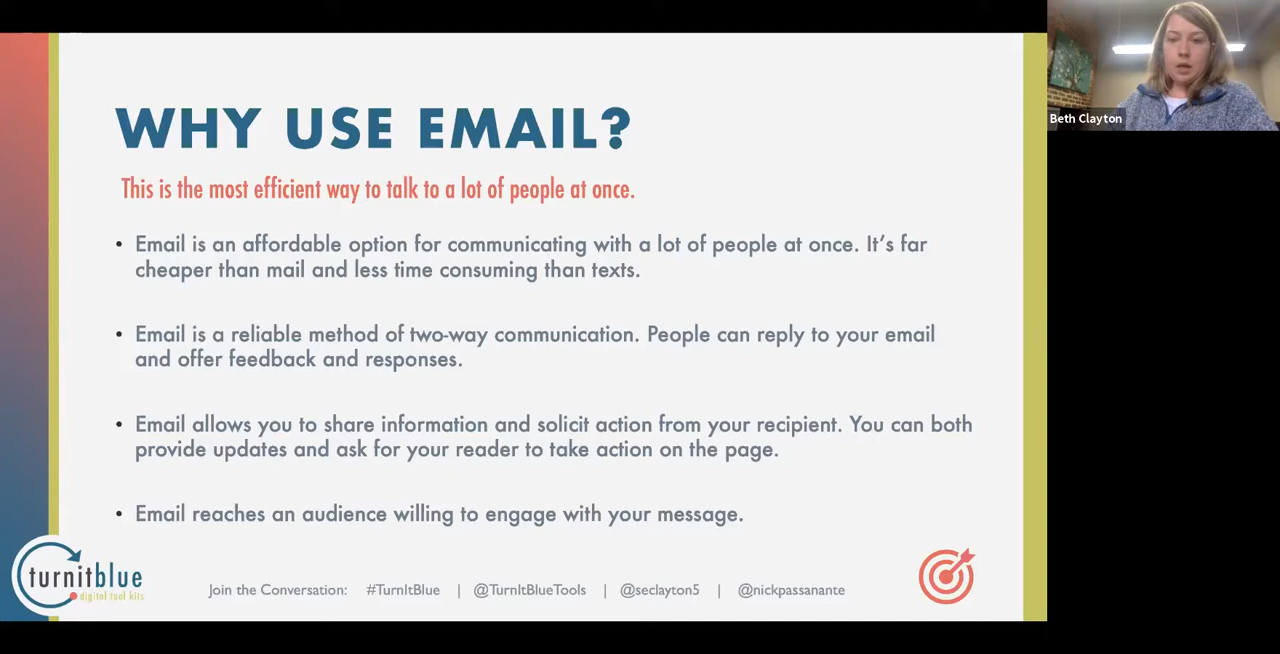 WHY USE EMAIL?
This is the most efficient way to talk to a lot of people at once.
• Email is an affordable option for communicating with a lot of people at once. It's far
cheaper than mail and less time consuming than texts.
• Email is a reliable method of two-way communication. People can reply to your email
and offer feedback and responses.
• Email allows you to share information and solicit action from your recipient. You can both
provide updates and ask for your reader to take action on the page.
• Email reaches an audience willing to engage with your message.
turnitblue
digital tool kits
Join the Conversation: #TurnItBlue | @TurnItBlueTools | @seclayton5 | @nickpassanante
Beth Clayton